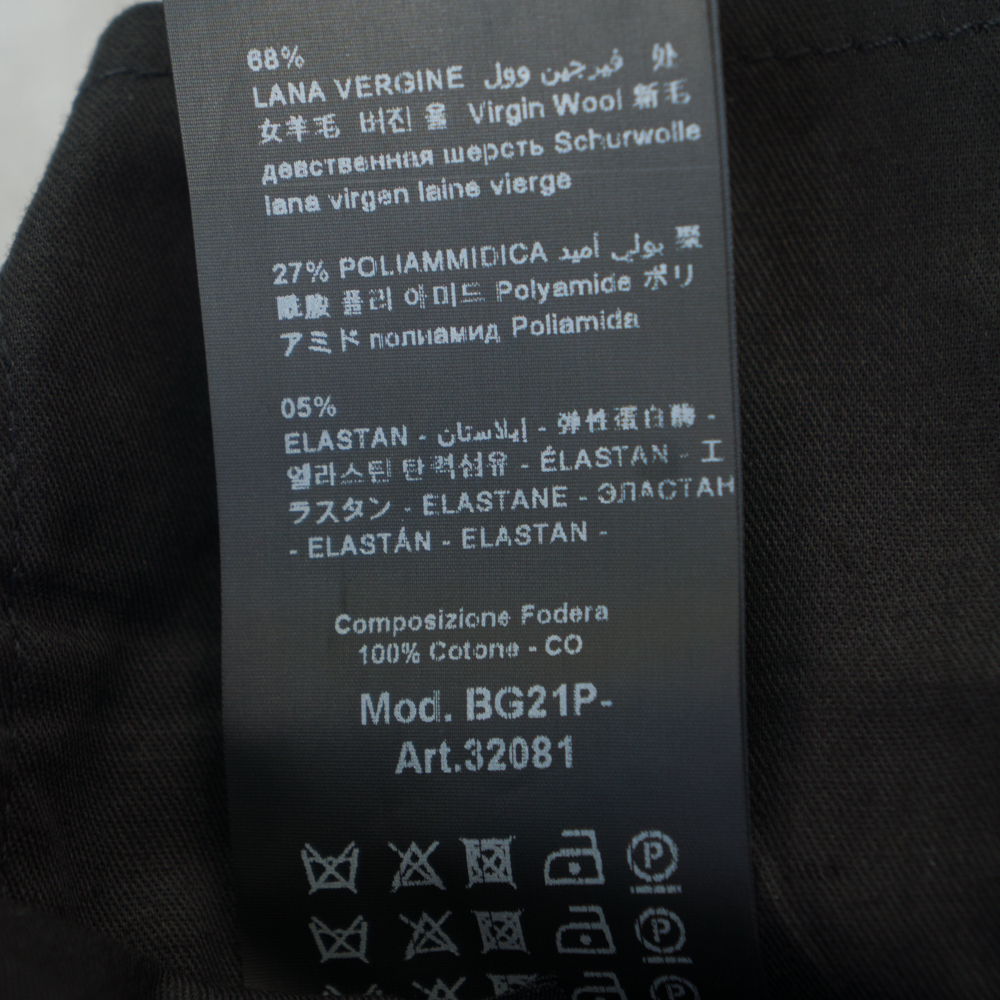 68%
LANA VERGINE فيرجين وول 处
女羊毛 버진 울 Virgin Wool 新毛
девственная шерсть Schurwolle
lana virgen laine vierge
27% POLIAMMIDICA بولي أميد 聚
酰胺 폴리 아미드 Polyamide ポリ
アミド полиамид Poliamida
05%
ELASTAN - إيلاستان - 弹性蛋白酶 -
엘라스틴 탄력섬유 - ÉLASTAN - エ
ラスタン - ELASTANE - ЭЛАСТАН
- ELASTÁN - ELASTAN -
Composizione Fodera
100% Cotone - CO
Mod. BG21P-
Art.32081
P
P